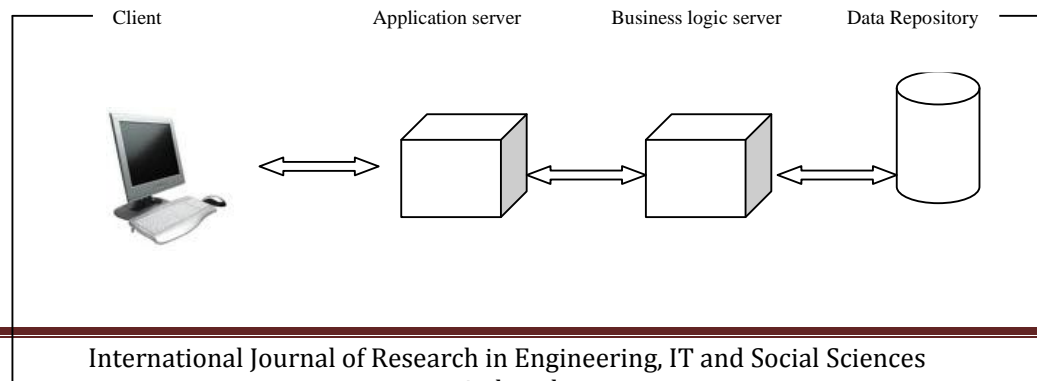 Client Application server Business logic server Data Repository
International Journal of Research in Engineering, IT and Social Sciences